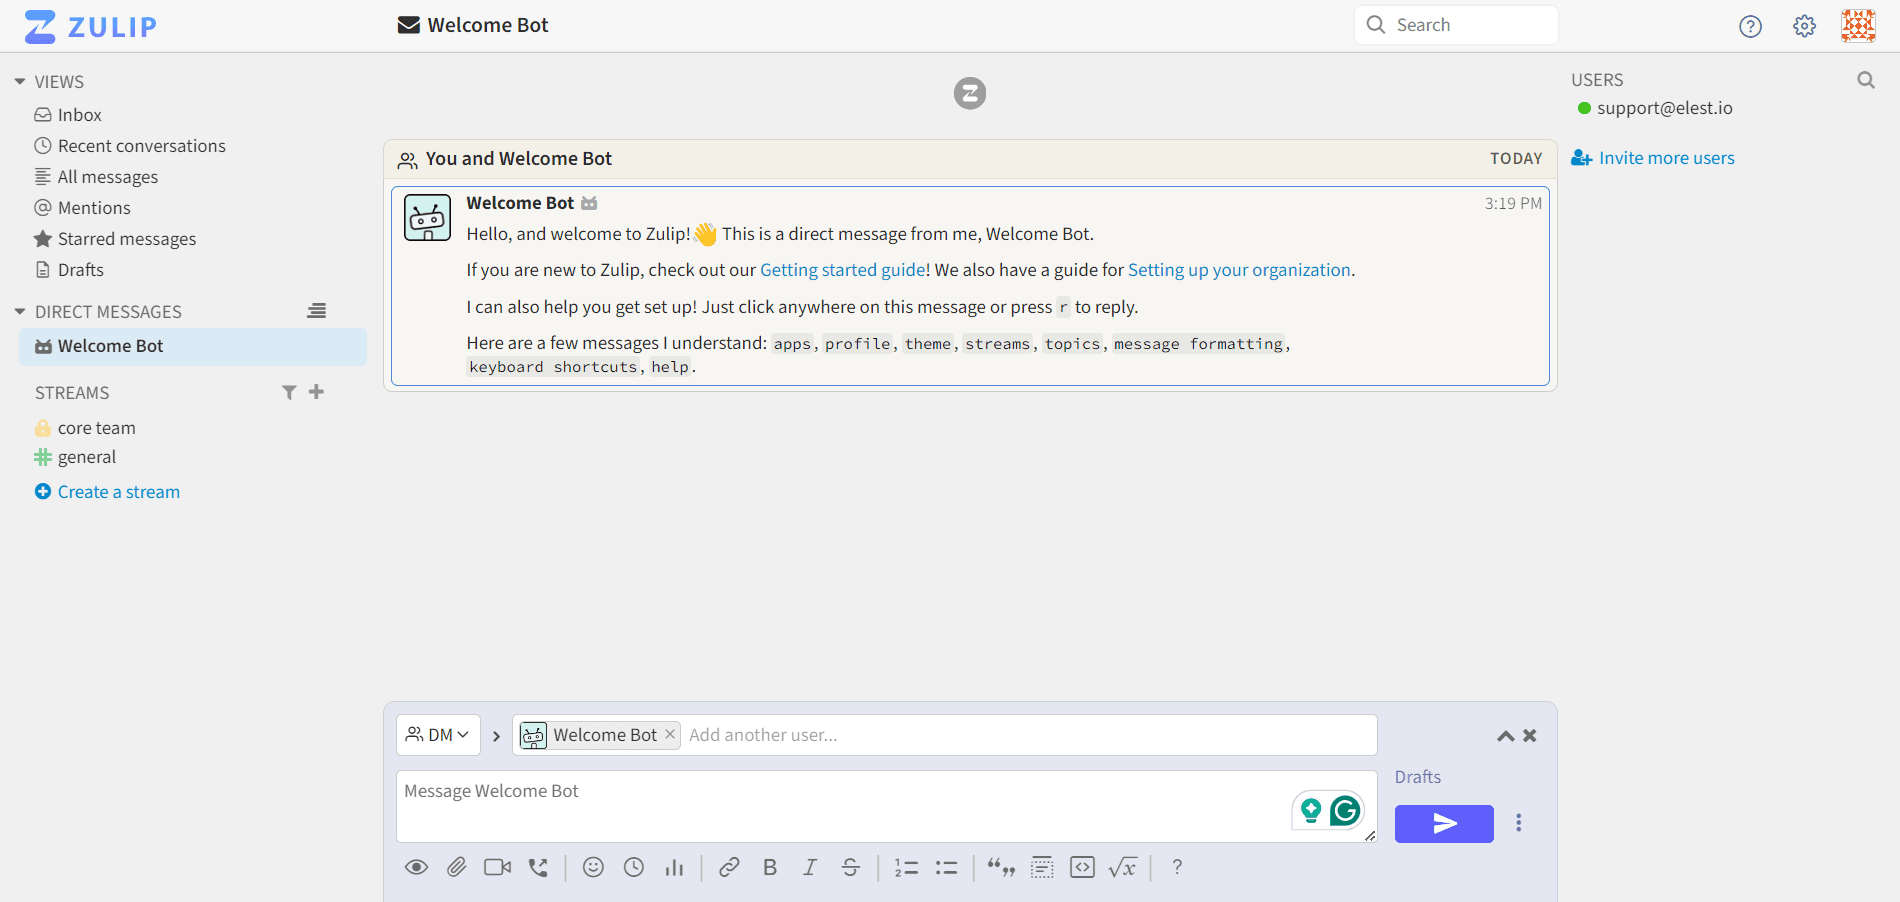 ZULIP
Welcome Bot
Search
VIEWS
Inbox
Recent conversations
All messages
Mentions
Starred messages
Drafts
DIRECT MESSAGES
Welcome Bot
STREAMS
core team
general
Create a stream
You and Welcome Bot
TODAY
Welcome Bot
3:19 PM
Hello, and welcome to Zulip!👋 This is a direct message from me, Welcome Bot.
If you are new to Zulip, check out our Getting started guide! We also have a guide for Setting up your organization.
I can also help you get set up! Just click anywhere on this message or press r to reply.
Here are a few messages I understand: apps, profile, theme, streams, topics, message formatting,
keyboard shortcuts, help.
USERS
support@elest.io
Invite more users
DM
Welcome Bot
Add another user...
Message Welcome Bot
Drafts